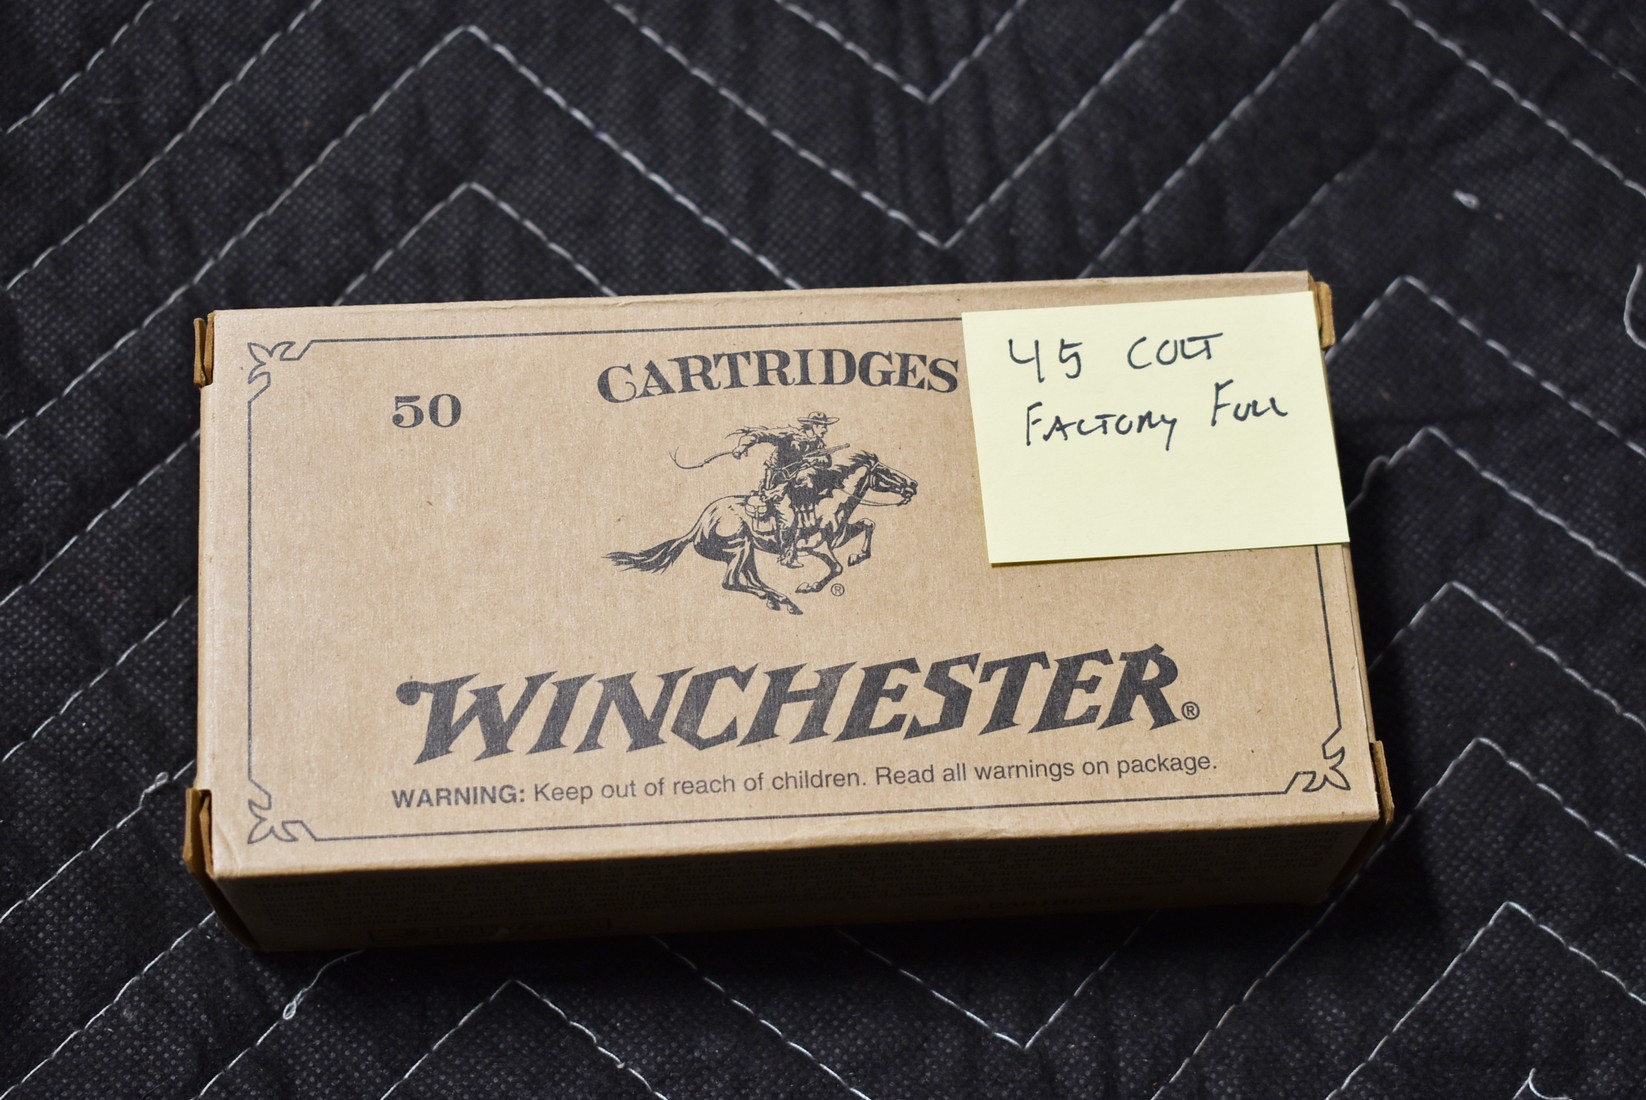 50
CARTRIDGES
45 COLT
FACTORY FULL
®
WINCHESTER®
WARNING: Keep out of reach of children. Read all warnings on package.